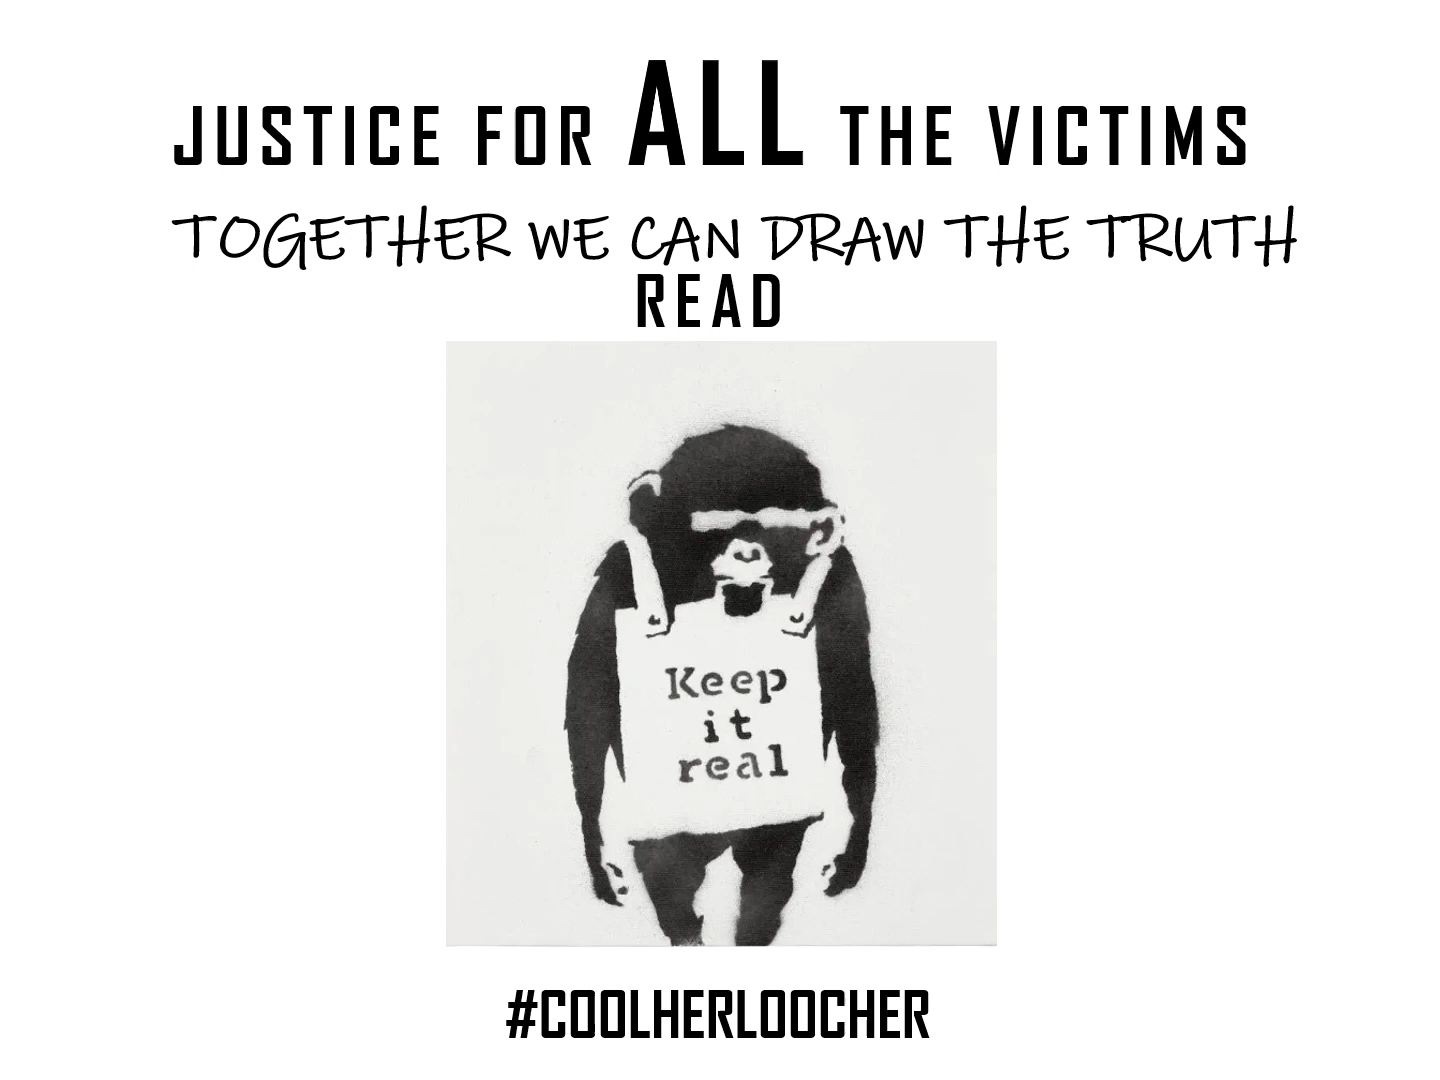 JUSTICE FOR ALL THE VICTIMS
TOGETHER WE CAN DRAW THE TRUTH
READ
Keep
it
real
#COOLHERLOOCHER